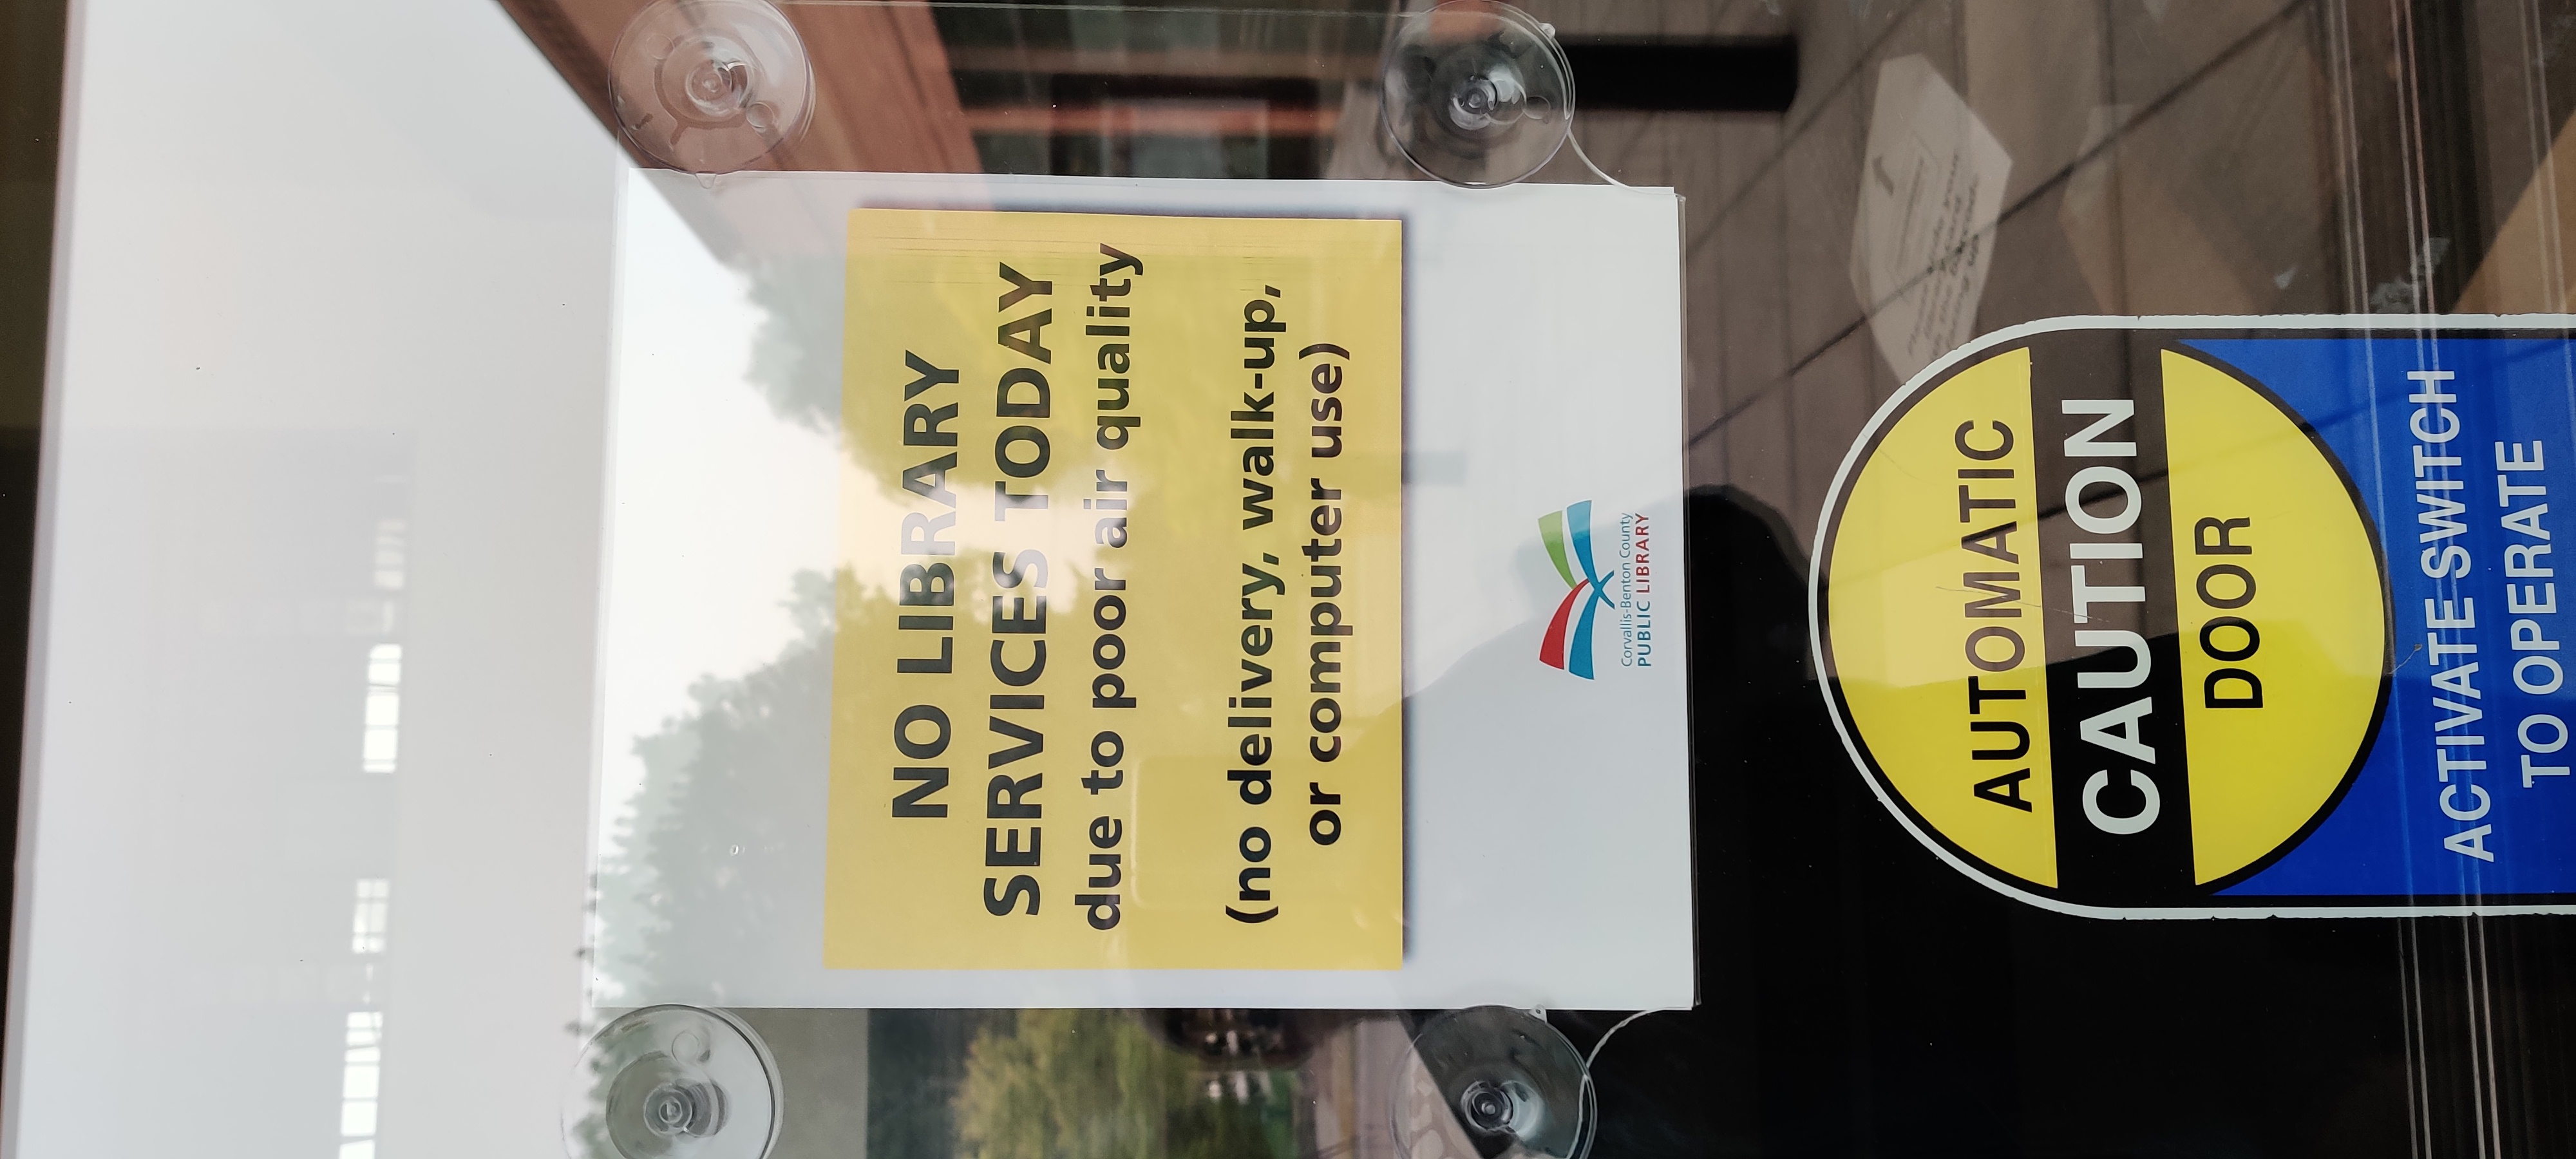 NO LIBRARY
SERVICES TODAY
due to poor air quality
(no delivery, walk-up,
or computer use)
Corvallis-Benton County
PUBLIC LIBRARY
AUTOMATIC
CAUTION
DOOR
ACTIVATE SWITCH
TO OPERATE